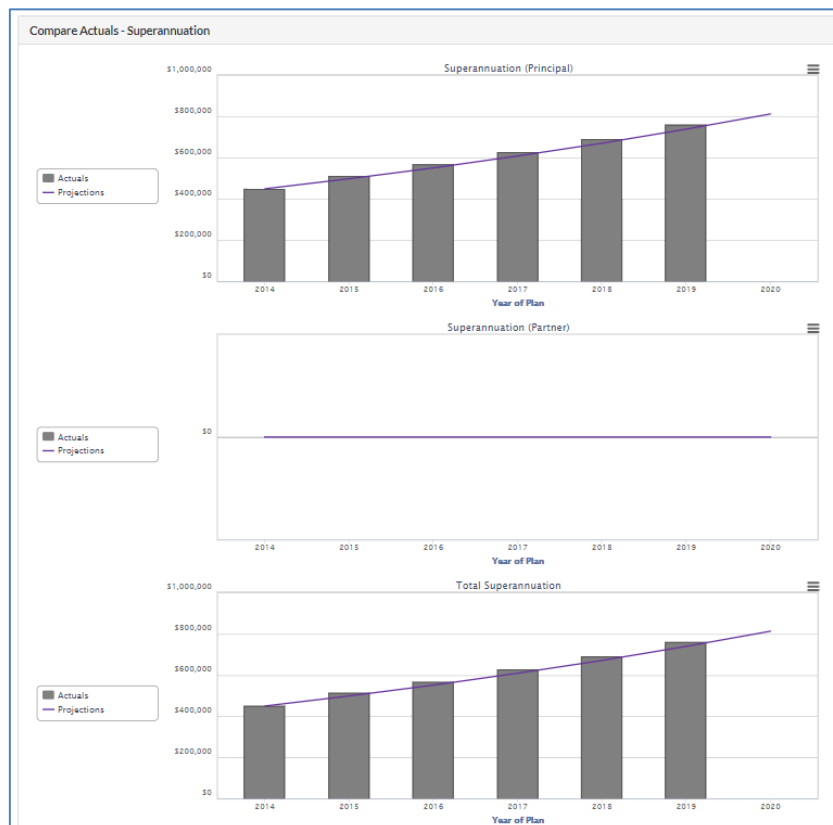 Compare Actuals - Superannuation
Superannuation (Principal)
$1,000,000
$800,000
$600,000
$400,000
$200,000
$0
Actuals
Projections
2014 2015 2016 2017 2018 2019 2020
Year of Plan
Superannuation (Partner)
$0
Actuals
Projections
2014 2015 2016 2017 2018 2019 2020
Year of Plan
Total Superannuation
$1,000,000
$800,000
$600,000
$400,000
$200,000
$0
Actuals
Projections
2014 2015 2016 2017 2018 2019 2020
Year of Plan